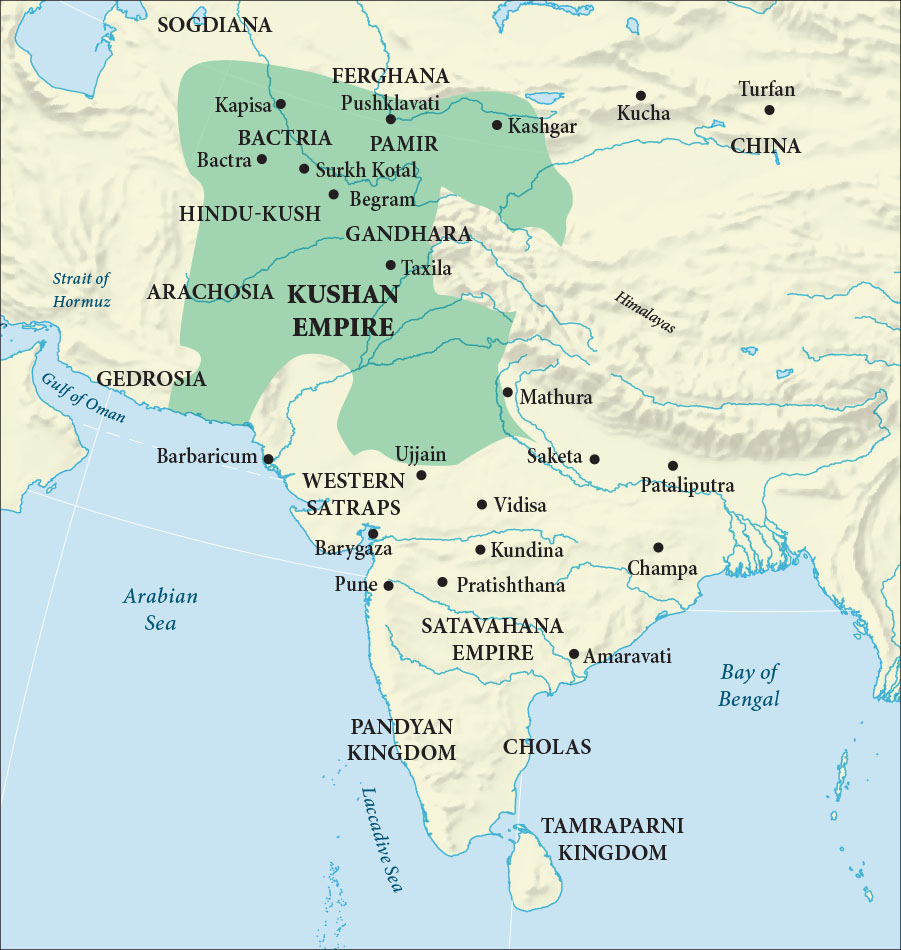 SOGDIANA
FERGHANA
Pushklavati
Kapisa
Turfan
Kucha
Kashgar
BACTRIA
PAMIR
CHINA
Bactra
Surkh Kotal
Begram
HINDU-KUSH
GANDHARA
Taxila
Strait of
Hormuz
ARACHOSIA
KUSHAN
EMPIRE
Himalayas
GEDROSIA
Gulf of Oman
Mathura
Barbaricum
Ujjain
Saketa
Pataliputra
WESTERN
SATRAPS
Vidisa
Barygaza
Kundina
Champa
Pune
Pratishthana
Arabian
Sea
SATAVAHANA
EMPIRE
Amaravati
Bay of
Bengal
PANDYAN
KINGDOM
CHOLAS
Laccadive Sea
TAMRAPARNI
KINGDOM